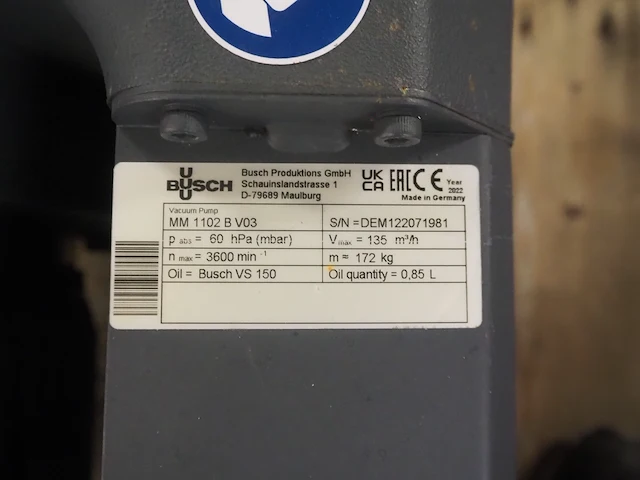 BUSCH
Busch Produktions GmbH
Schauinslandstrasse 1
D-79689 Maulburg
UK CA EAC CE Year 2022
Made in Germany
Vacuum Pump
MM 1102 B V03 S/N =DEM122071981
p abs = 60 hPa (mbar) V max = 135 m³/h
n max = 3600 min -1 m ≈ 172 kg
Oil = Busch VS 150 Oil quantity = 0,85 L